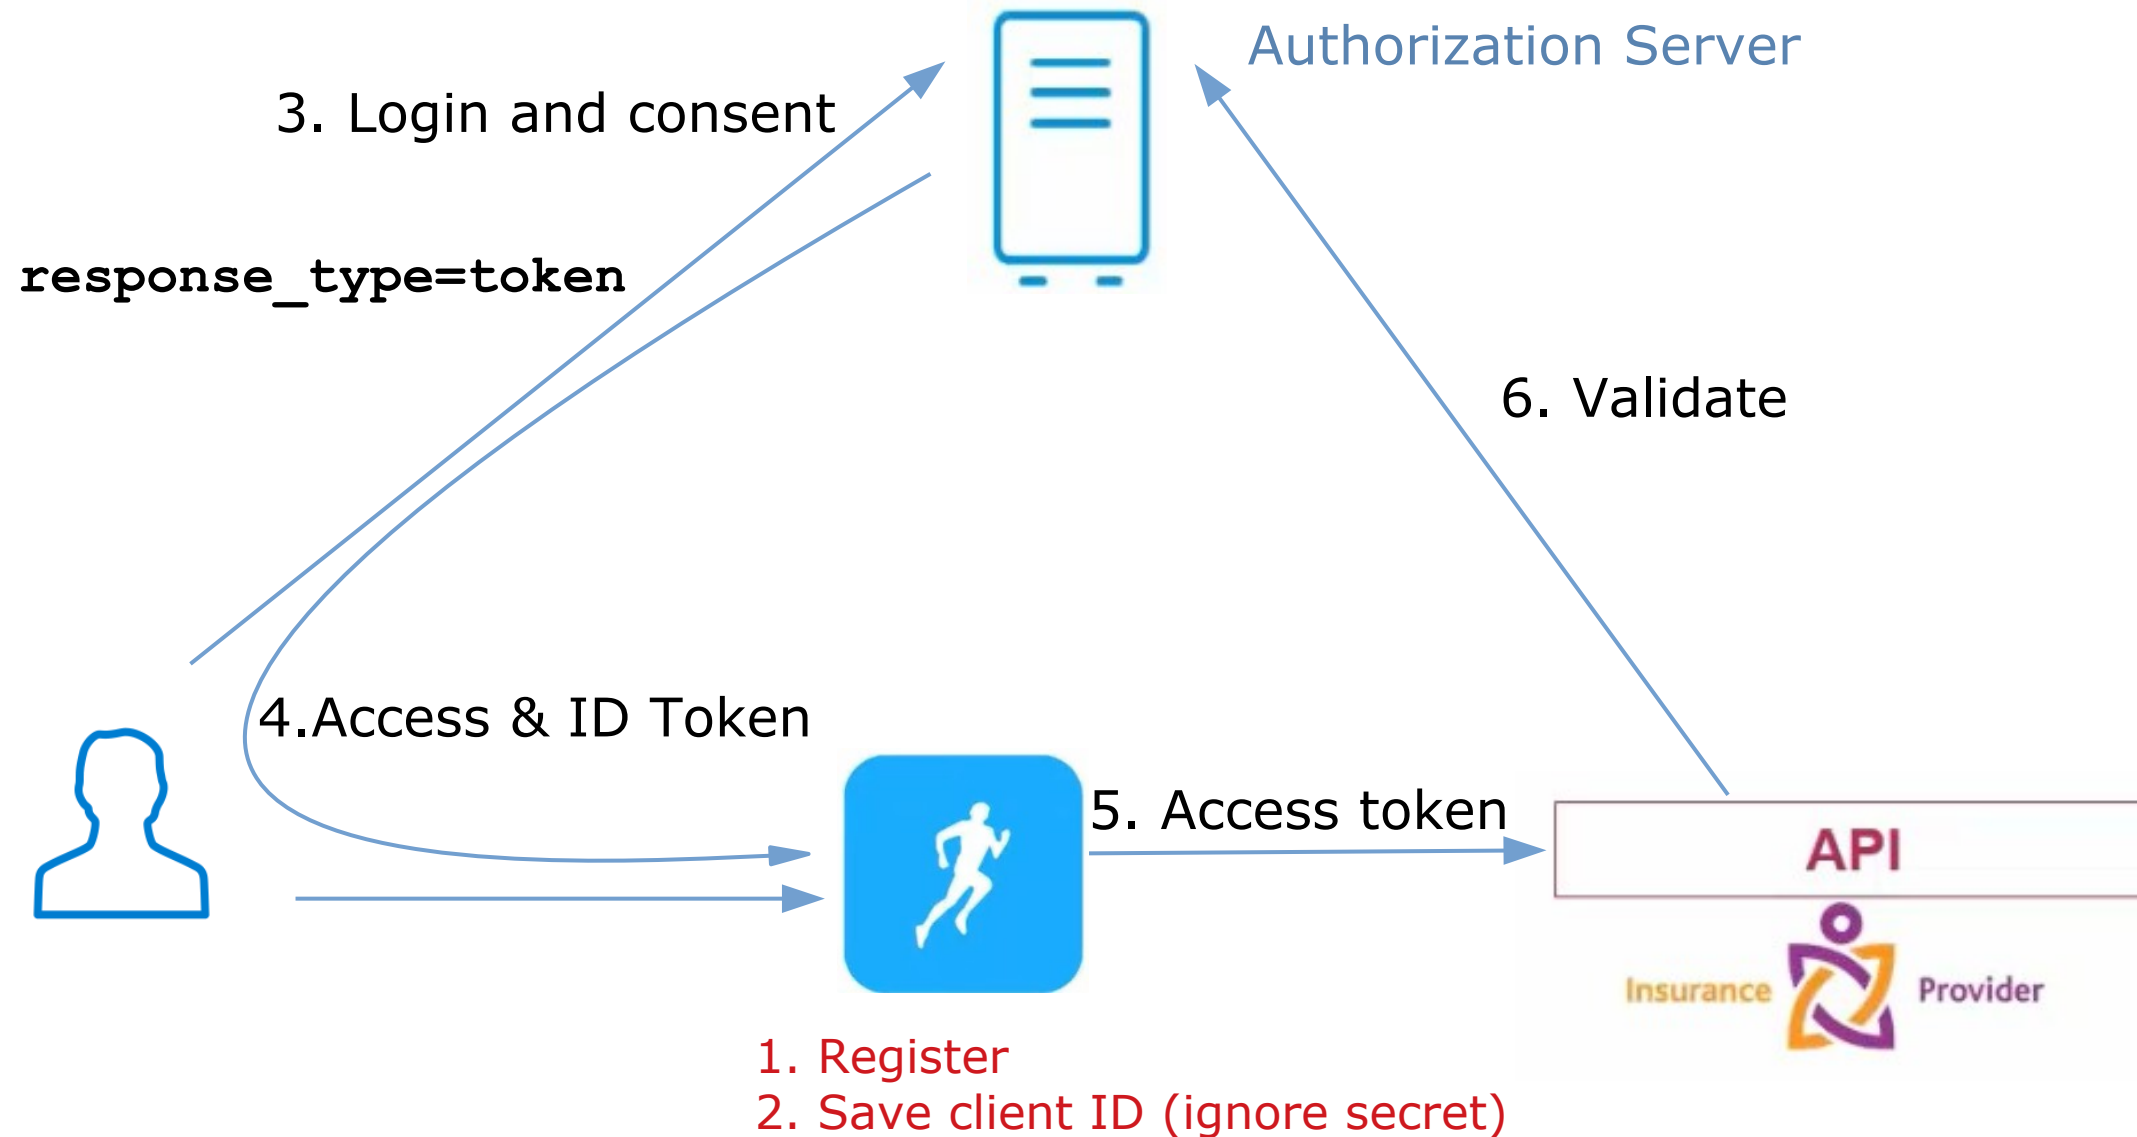 Authorization Server
3. Login and consent
response_type=token
6. Validate
4.Access & ID Token
5. Access token
API
Insurance Provider
1. Register
2. Save client ID (ignore secret)